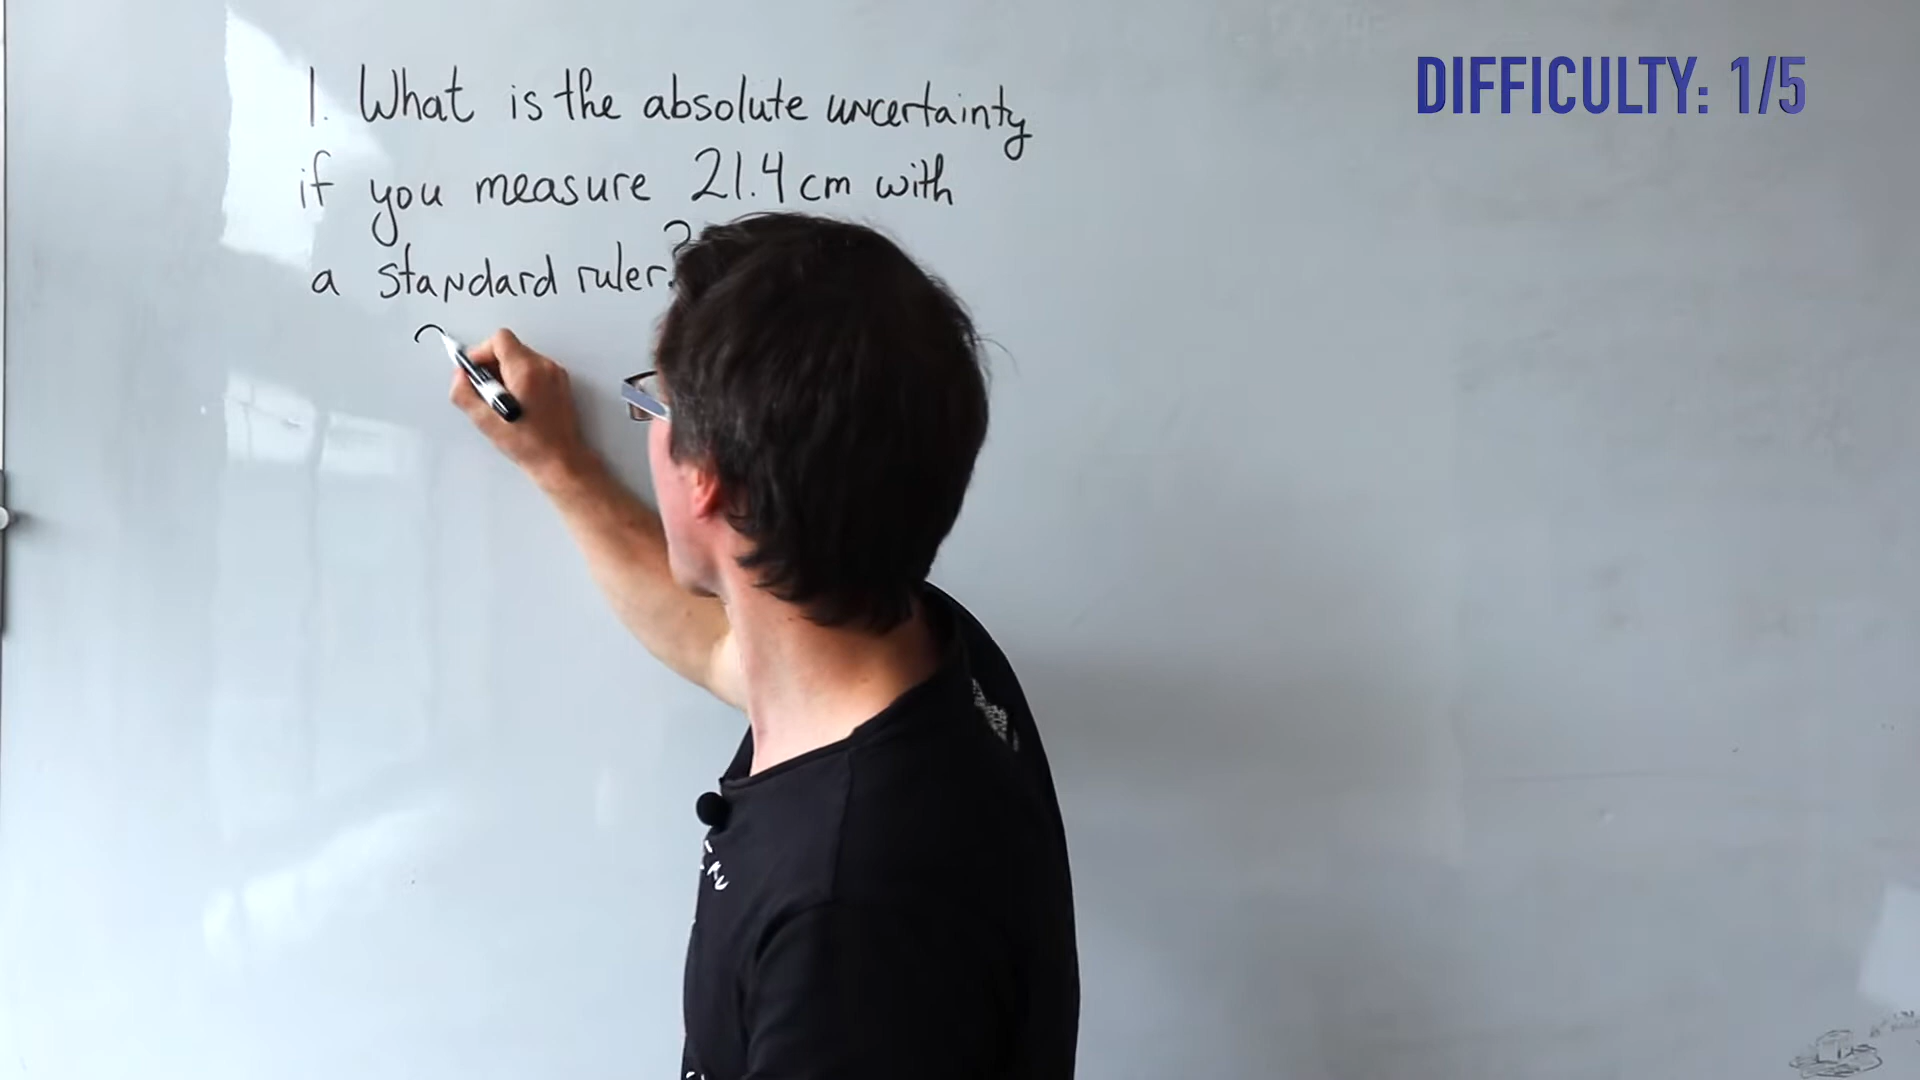 DIFFICULTY: 1/5
1. What is the absolute uncertainty
if you measure 21.4 cm with
a standard ruler?